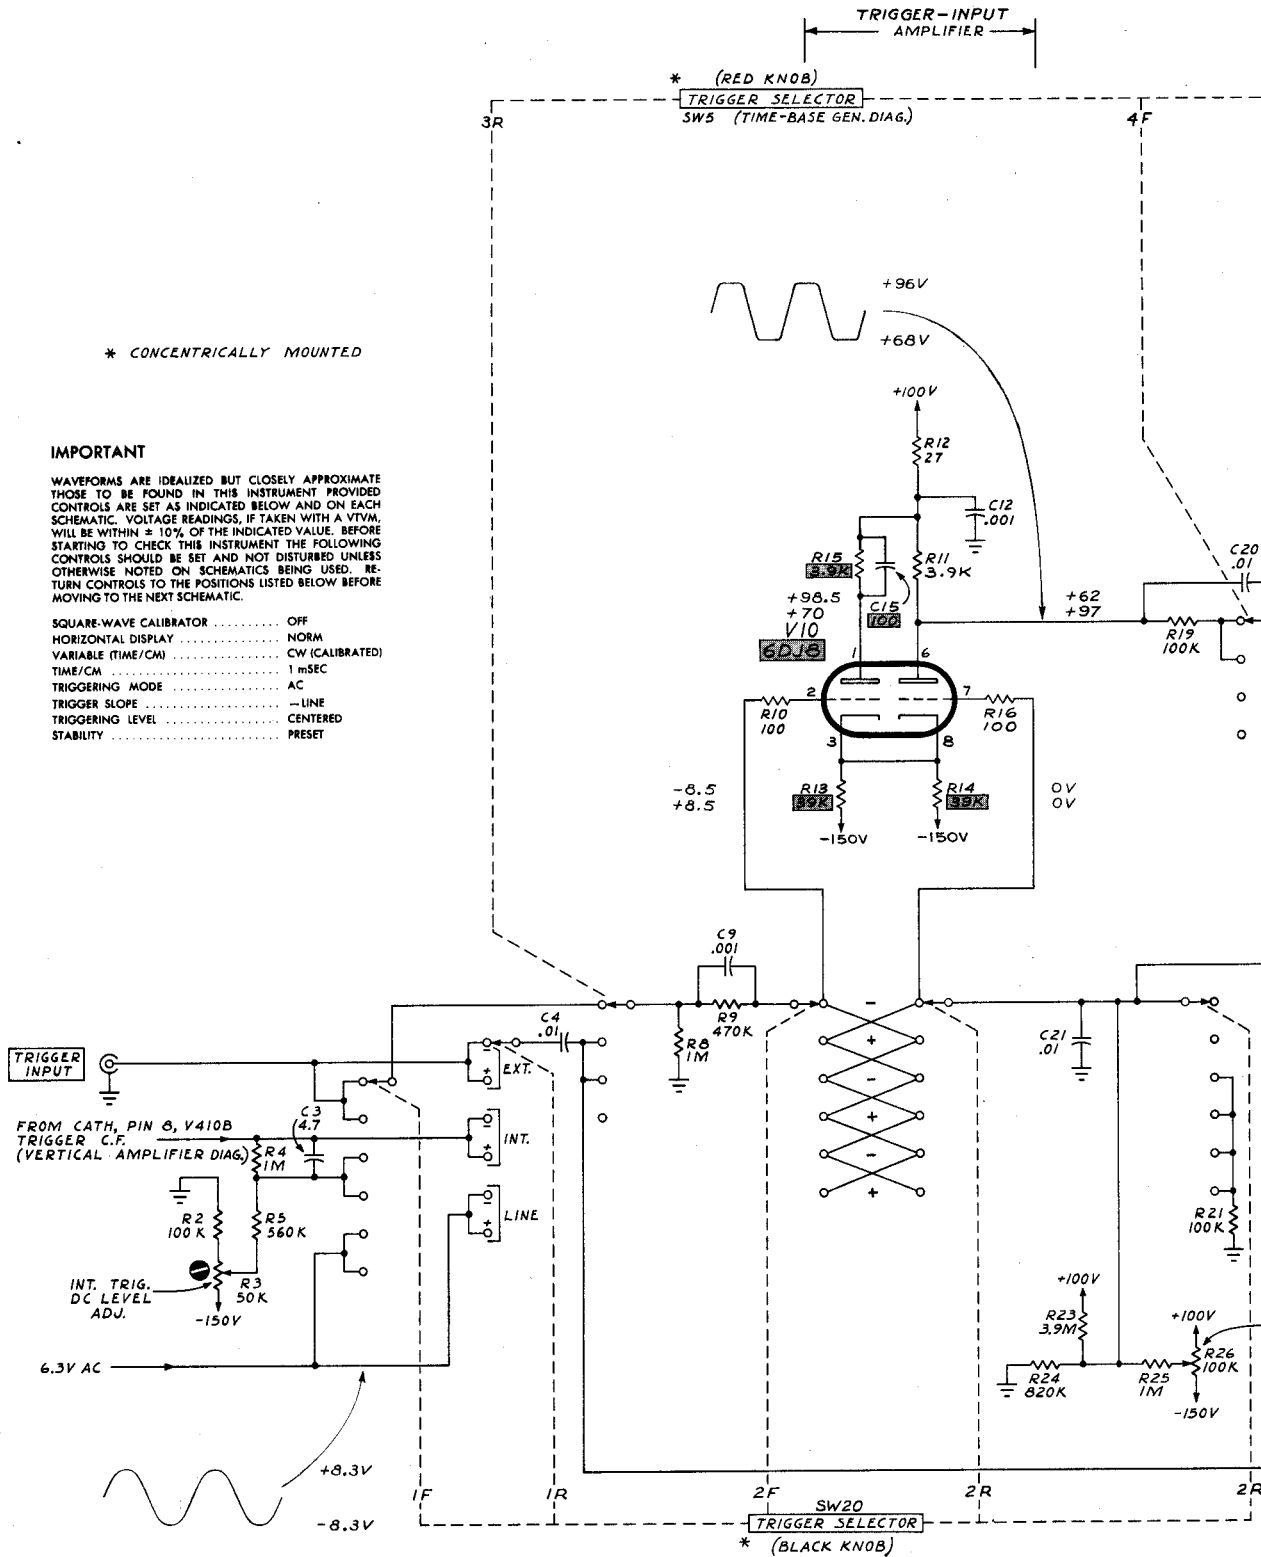 TRIGGER-INPUT
AMPLIFIER
* (RED KNOB)
TRIGGER SELECTOR
SW5 (TIME-BASE GEN. DIAG.)
3R
4F
+96V
+68V
* CONCENTRICALLY MOUNTED
+100V
R12
27
C12
.001
IMPORTANT
WAVEFORMS ARE IDEALIZED BUT CLOSELY APPROXIMATE
THOSE TO BE FOUND IN THIS INSTRUMENT PROVIDED
CONTROLS ARE SET AS INDICATED BELOW AND ON EACH
SCHEMATIC. VOLTAGE READINGS, IF TAKEN WITH A VTVM,
WILL BE WITHIN ± 10% OF THE INDICATED VALUE. BEFORE
STARTING TO CHECK THIS INSTRUMENT THE FOLLOWING
CONTROLS SHOULD BE SET AND NOT DISTURBED UNLESS
OTHERWISE NOTED ON SCHEMATICS BEING USED. RE-
TURN CONTROLS TO THE POSITIONS LISTED BELOW BEFORE
MOVING TO THE NEXT SCHEMATIC.
SQUARE-WAVE CALIBRATOR .......... OFF
HORIZONTAL DISPLAY .............. NORM
VARIABLE (TIME/CM) .............. CW (CALIBRATED)
TIME/CM ........................ 1 mSEC
TRIGGERING MODE ................ AC
TRIGGER SLOPE .................. —LINE
TRIGGERING LEVEL ............... CENTERED
STABILITY ...................... PRESET
R15
3.9K
R11
3.9K
C15
100
C20
.01
+98.5
+70
V10
6DJ8
+62
+97
R19
100K
1
6
2
7
3
8
R10
100
R16
100
-8.5
+8.5
R13
39K
R14
39K
0V
0V
-150V
-150V
C9
.001
R9
470K
R8
1M
C4
.01
-
+
-
+
-
+
C21
.01
TRIGGER
INPUT
-
+
EXT.
C3
4.7
FROM CATH, PIN 8, V410B
TRIGGER C.F.
(VERTICAL AMPLIFIER DIAG.)
R4
1M
-
+
INT.
R2
100K
R5
560K
-
+
LINE
R21
100K
INT. TRIG.
DC LEVEL
ADJ.
R3
50K
-150V
+100V
R23
3.9M
+100V
R26
100K
R24
820K
R25
1M
-150V
6.3V AC
+8.3V
-8.3V
1F
1R
2F
2R
2R
SW20
TRIGGER SELECTOR
* (BLACK KNOB)